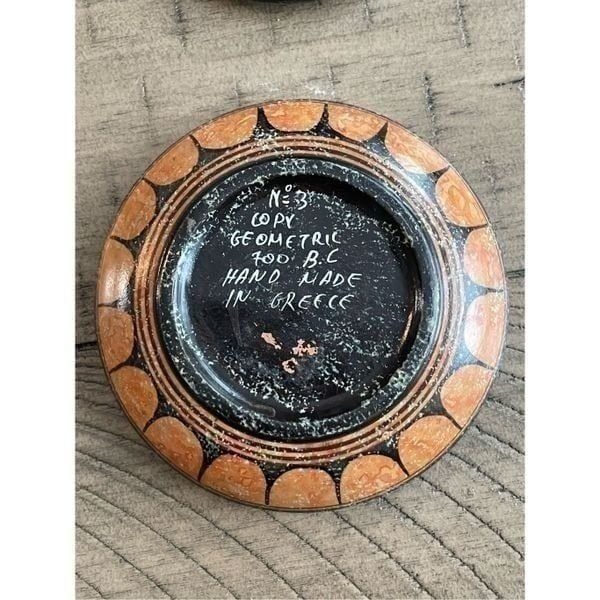 Nº 3
COPY
GEOMETRIC
700 B.C
HAND MADE
IN GREECE